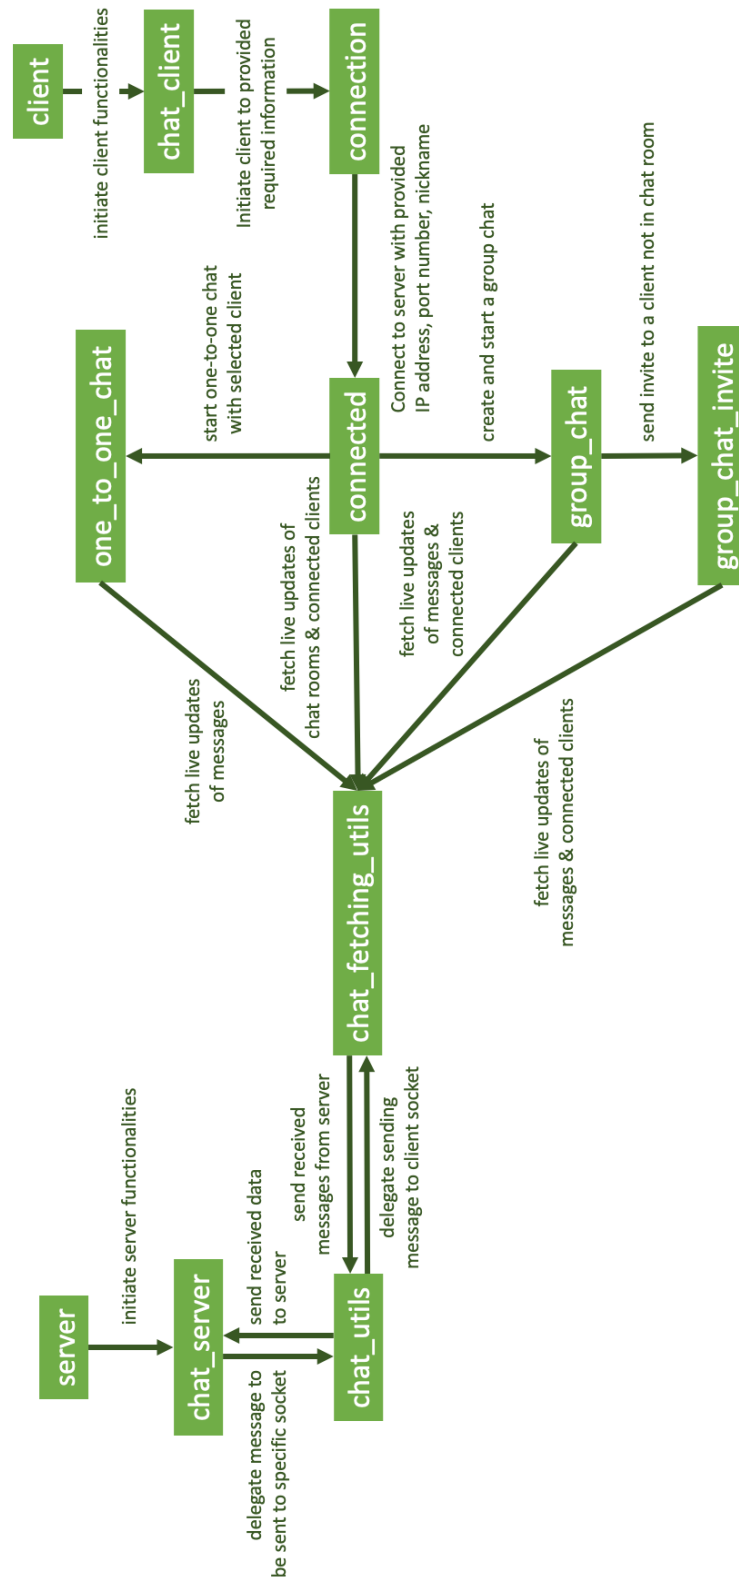 server
initiate server functionalities
chat_server
delegate message to
be sent to specific socket
send received data
to server
chat_utils
send received
messages from server
delegate sending
message to client socket
chat_fetching_utils
fetch live updates
of messages
fetch live updates of
chat rooms & connected clients
fetch live updates
of messages &
connected clients
fetch live updates of
messages & connected clients
one_to_one_chat
start one-to-one chat
with selected client
connected
create and start a group chat
group_chat
send invite to a client not in chat room
group_chat_invite
Connect to server with provided
IP address, port number, nickname
client
initiate client functionalities
chat_client
Initiate client to provided
required information
connection